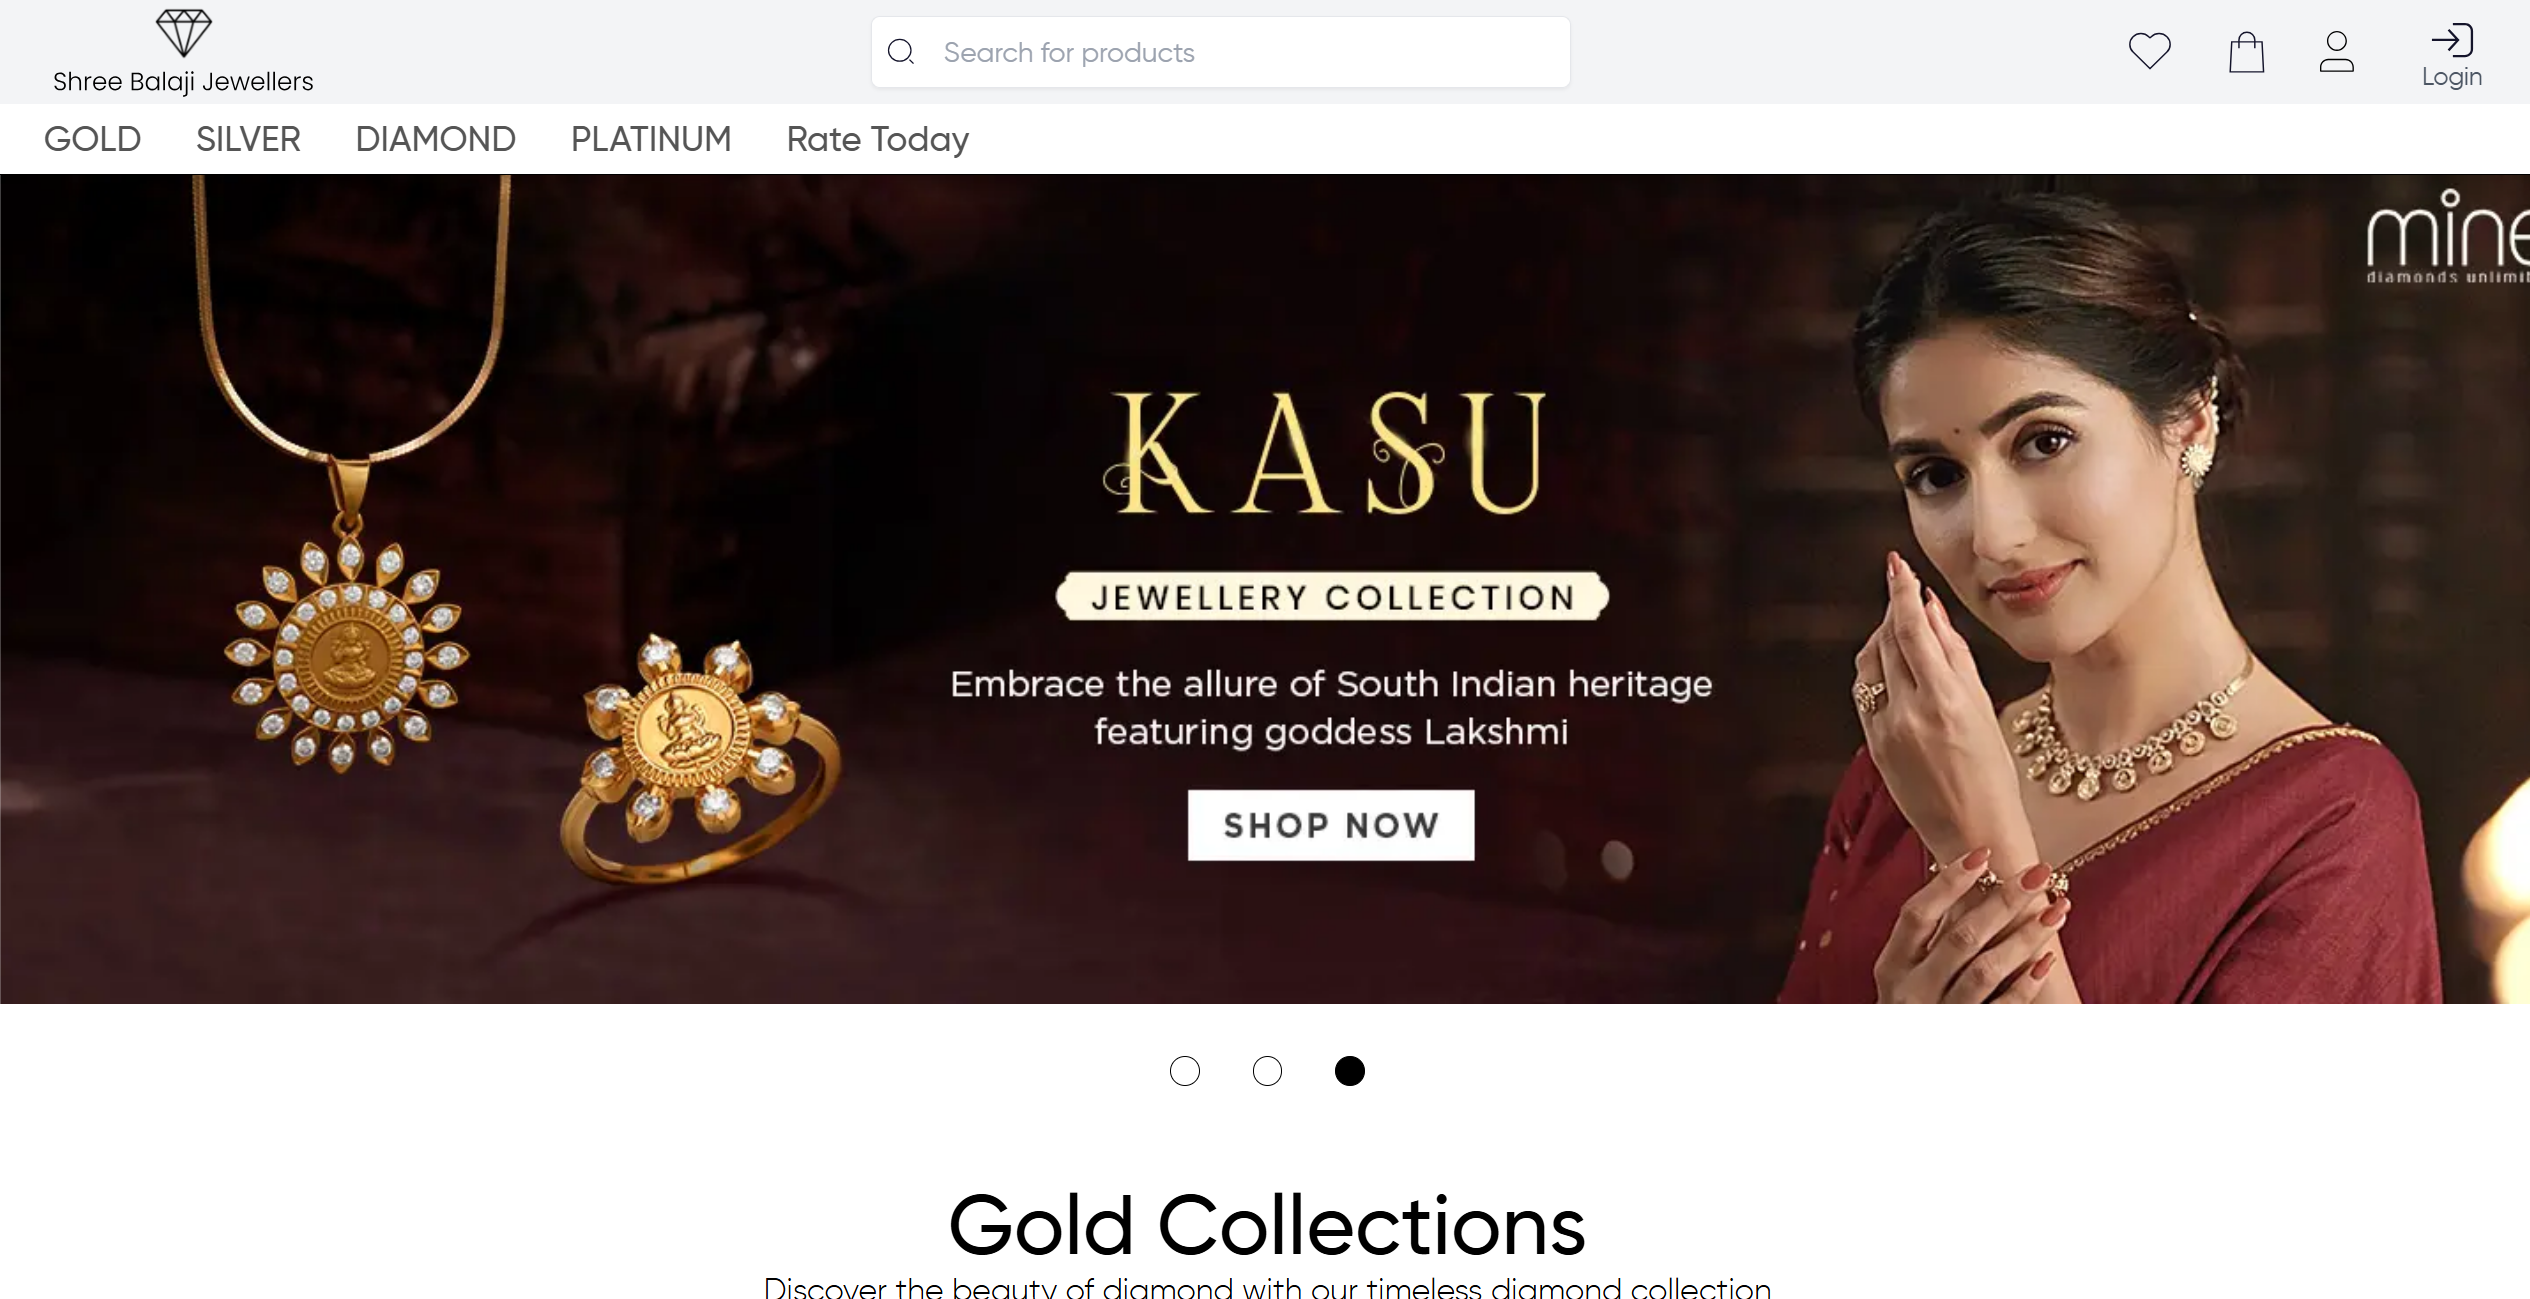 Shree Balaji Jewellers
Search for products
Login
GOLD SILVER DIAMOND PLATINUM Rate Today
mine
diamonds unlimit
KASU
JEWELLERY COLLECTION
Embrace the allure of South Indian heritage
featuring goddess Lakshmi
SHOP NOW
Gold Collections
Discover the beauty of diamond with our timeless diamond collection